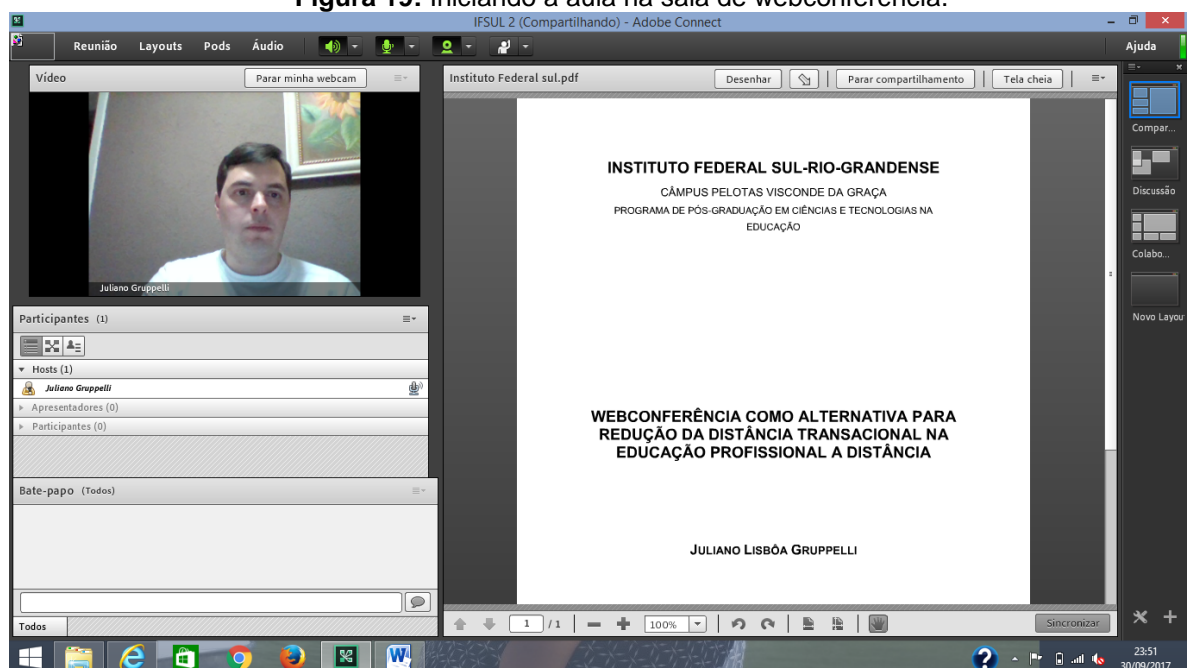 Figura 19: Iniciando a aula na sala de webconferência.
IFSUL 2 (Compartilhando) - Adobe Connect
Reunião Layouts Pods Áudio Ajuda
Vídeo Parar minha webcam
Juliano Gruppelli
Participantes (1)
Hosts (1)
Juliano Gruppelli
Apresentadores (0)
Participantes (0)
Bate-papo (Todos)
Todos
Instituto Federal sul.pdf Desenhar Parar compartilhamento Tela cheia
INSTITUTO FEDERAL SUL-RIO-GRANDENSE
CÂMPUS PELOTAS VISCONDE DA GRAÇA
PROGRAMA DE PÓS-GRADUAÇÃO EM CIÊNCIAS E TECNOLOGIAS NA
EDUCAÇÃO
WEBCONFERÊNCIA COMO ALTERNATIVA PARA
REDUÇÃO DA DISTÂNCIA TRANSACIONAL NA
EDUCAÇÃO PROFISSIONAL A DISTÂNCIA
JULIANO LISBÔA GRUPPELLI
1 / 1 100% Sincronizar
Compar...
Discussão
Colabo...
Novo Layou
23:51
30/09/2017